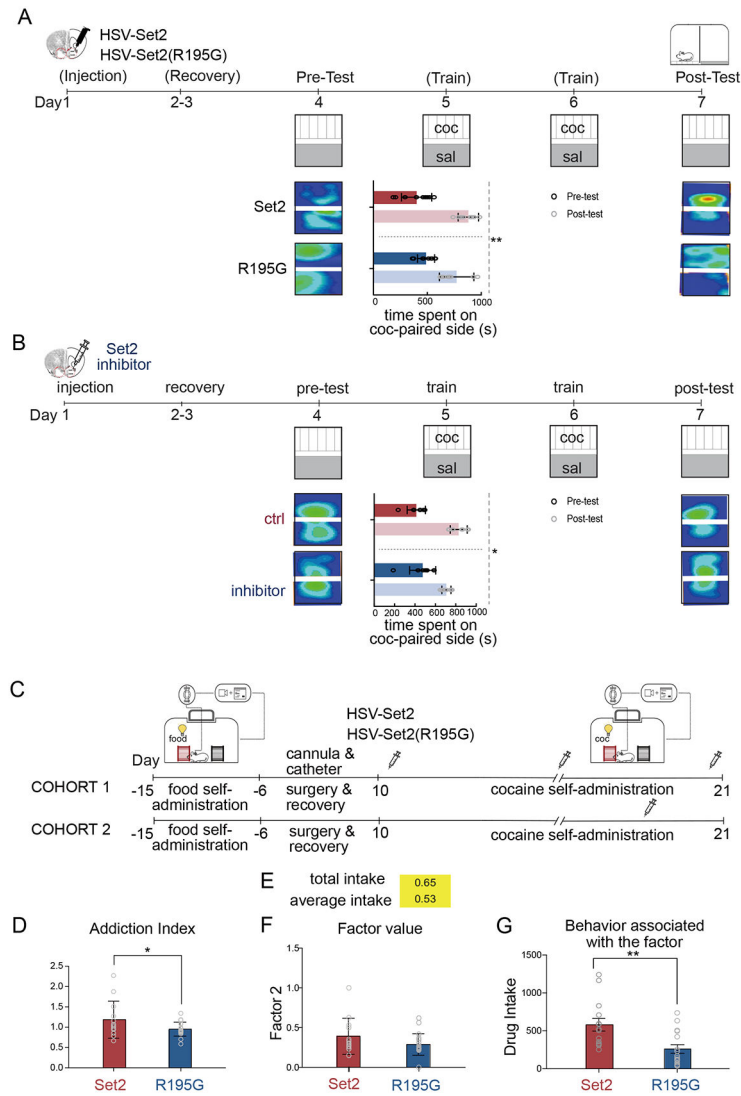 A
HSV-Set2
HSV-Set2(R195G)
(Injection) (Recovery) Pre-Test (Train) (Train) Post-Test
Day 1 2-3 4 5 6 7
coc coc
sal sal
Set2
Pre-test
Post-test
**
R195G
0 500 1000
time spent on
coc-paired side (s)
B
Set2
inhibitor
injection recovery pre-test train train post-test
Day 1 2-3 4 5 6 7
coc coc
sal sal
ctrl
Pre-test
Post-test
*
inhibitor
0 200 400 600 800 1000
time spent on
coc-paired side (s)
C
HSV-Set2
HSV-Set2(R195G)
food coc
Day cannula &
catheter
COHORT 1 -15 food self-
administration -6 surgery &
recovery 10 cocaine self-administration 21
COHORT 2 -15 food self-
administration -6 surgery &
recovery 10 cocaine self-administration 21
E
total intake 0.65
average intake 0.53
D
Addiction Index
*
2.5
2.0
1.5
1.0
0.5
0.0
Set2 R195G
F
Factor value
Factor 2
1.5
1.0
0.5
0.0
Set2 R195G
G
Behavior associated
with the factor
**
Drug Intake
1500
1000
500
0
Set2 R195G